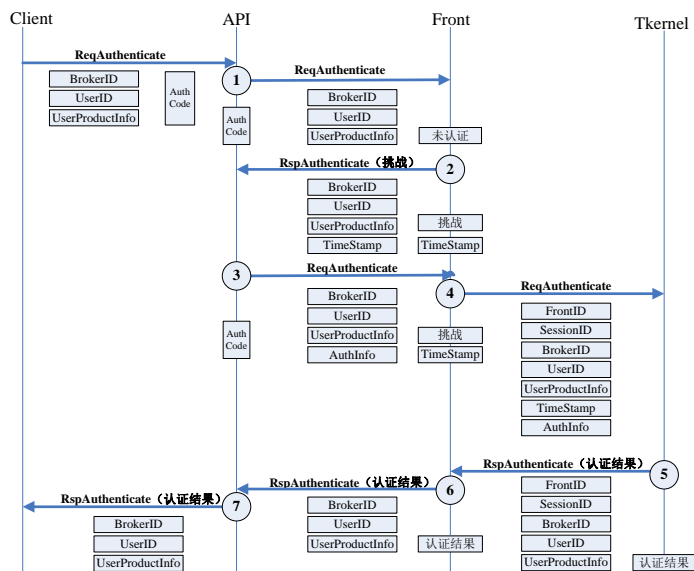 Client API Front Tkernel
ReqAuthenticate
1
ReqAuthenticate
BrokerID
UserID
UserProductInfo
Auth
Code
Auth
Code
BrokerID
UserID
UserProductInfo
未认证
RspAuthenticate（挑战）
2
BrokerID
UserID
UserProductInfo
TimeStamp
挑战
TimeStamp
3
ReqAuthenticate
4
ReqAuthenticate
Auth
Code
BrokerID
UserID
UserProductInfo
AuthInfo
挑战
TimeStamp
FrontID
SessionID
BrokerID
UserID
UserProductInfo
TimeStamp
AuthInfo
RspAuthenticate（认证结果）
5
RspAuthenticate（认证结果）
6
RspAuthenticate（认证结果）
7
FrontID
SessionID
BrokerID
UserID
UserProductInfo
认证结果
BrokerID
UserID
UserProductInfo
认证结果
BrokerID
UserID
UserProductInfo